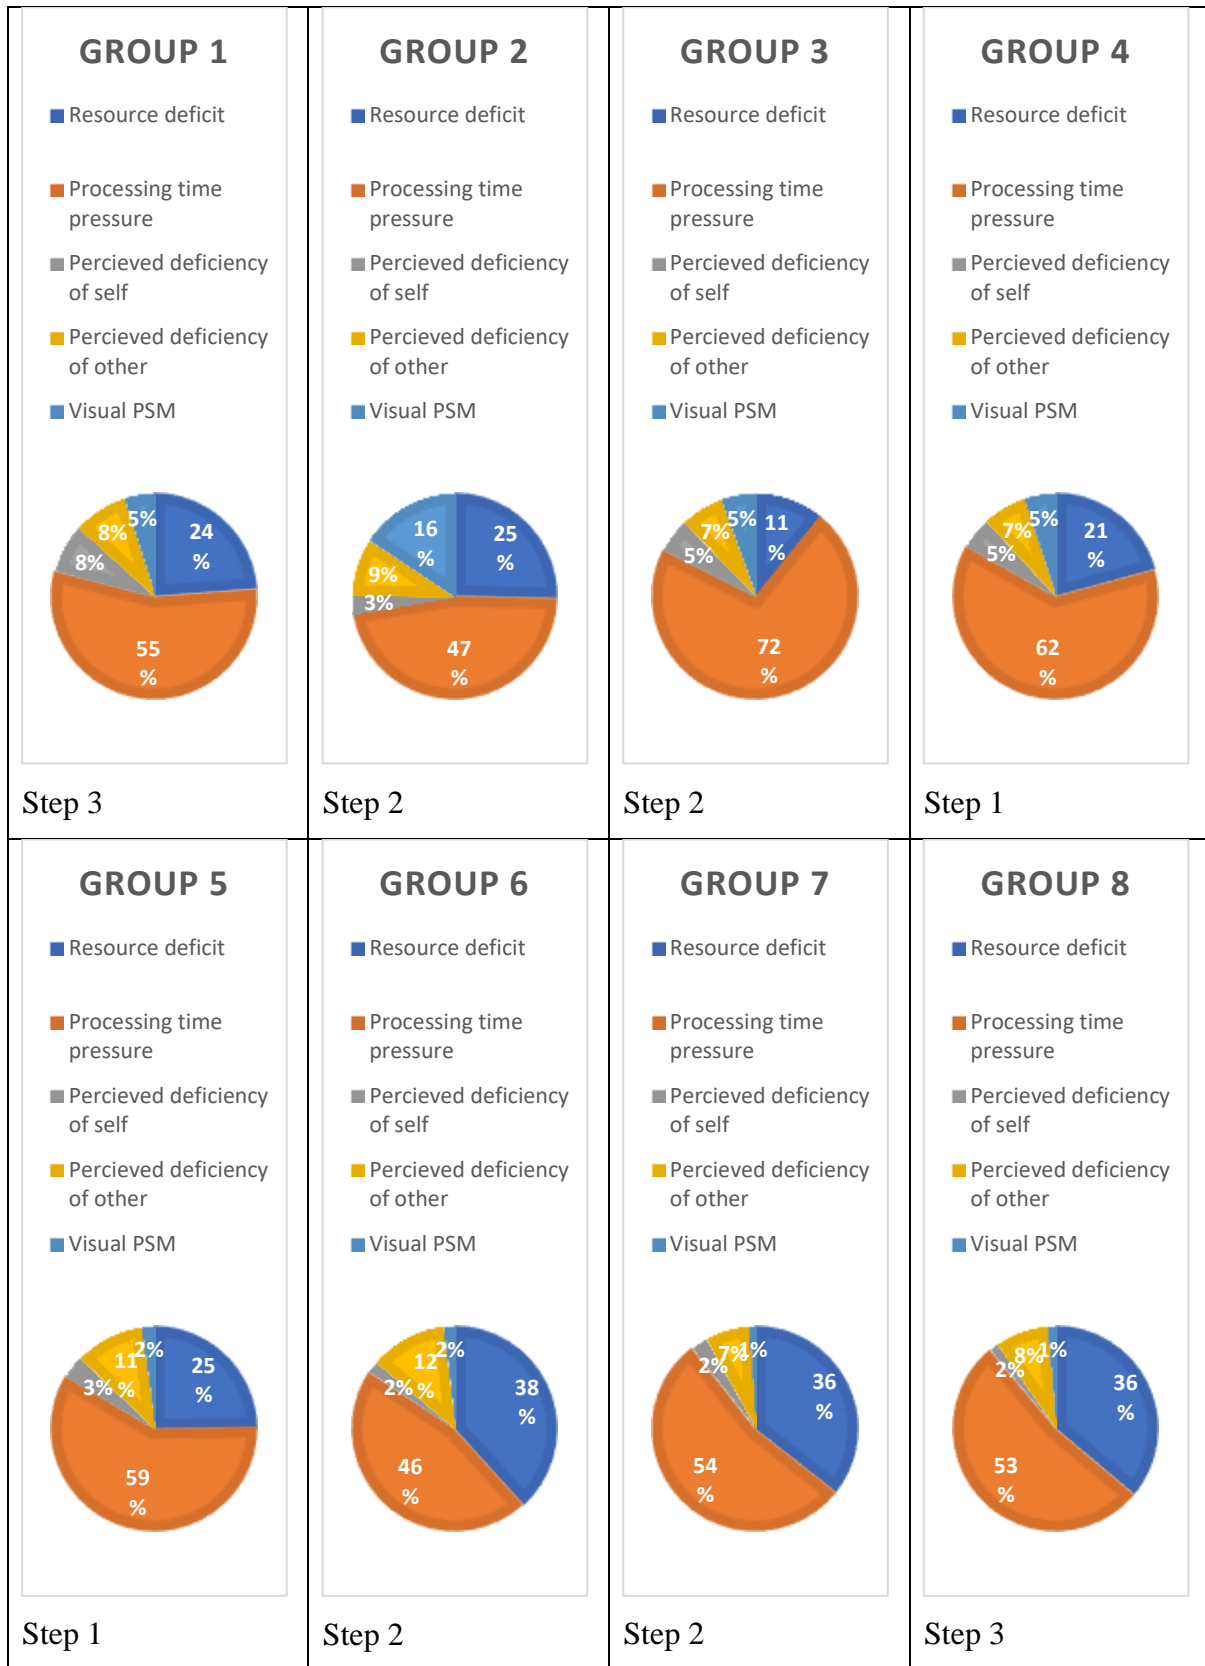 GROUP 1
Resource deficit
Processing time
pressure
Percieved deficiency
of self
Percieved deficiency
of other
Visual PSM
24
%
55
%
8%
8%
5%
Step 3
GROUP 2
Resource deficit
Processing time
pressure
Percieved deficiency
of self
Percieved deficiency
of other
Visual PSM
25
%
47
%
3%
9%
16
%
Step 2
GROUP 3
Resource deficit
Processing time
pressure
Percieved deficiency
of self
Percieved deficiency
of other
Visual PSM
11
%
72
%
5%
7%
5%
Step 2
GROUP 4
Resource deficit
Processing time
pressure
Percieved deficiency
of self
Percieved deficiency
of other
Visual PSM
21
%
62
%
5%
7%
5%
Step 1
GROUP 5
Resource deficit
Processing time
pressure
Percieved deficiency
of self
Percieved deficiency
of other
Visual PSM
25
%
59
%
3%
11
%
2%
Step 1
GROUP 6
Resource deficit
Processing time
pressure
Percieved deficiency
of self
Percieved deficiency
of other
Visual PSM
38
%
46
%
2%
12
%
2%
Step 2
GROUP 7
Resource deficit
Processing time
pressure
Percieved deficiency
of self
Percieved deficiency
of other
Visual PSM
36
%
54
%
2%
7%
1%
Step 2
GROUP 8
Resource deficit
Processing time
pressure
Percieved deficiency
of self
Percieved deficiency
of other
Visual PSM
36
%
53
%
2%
8%
1%
Step 3